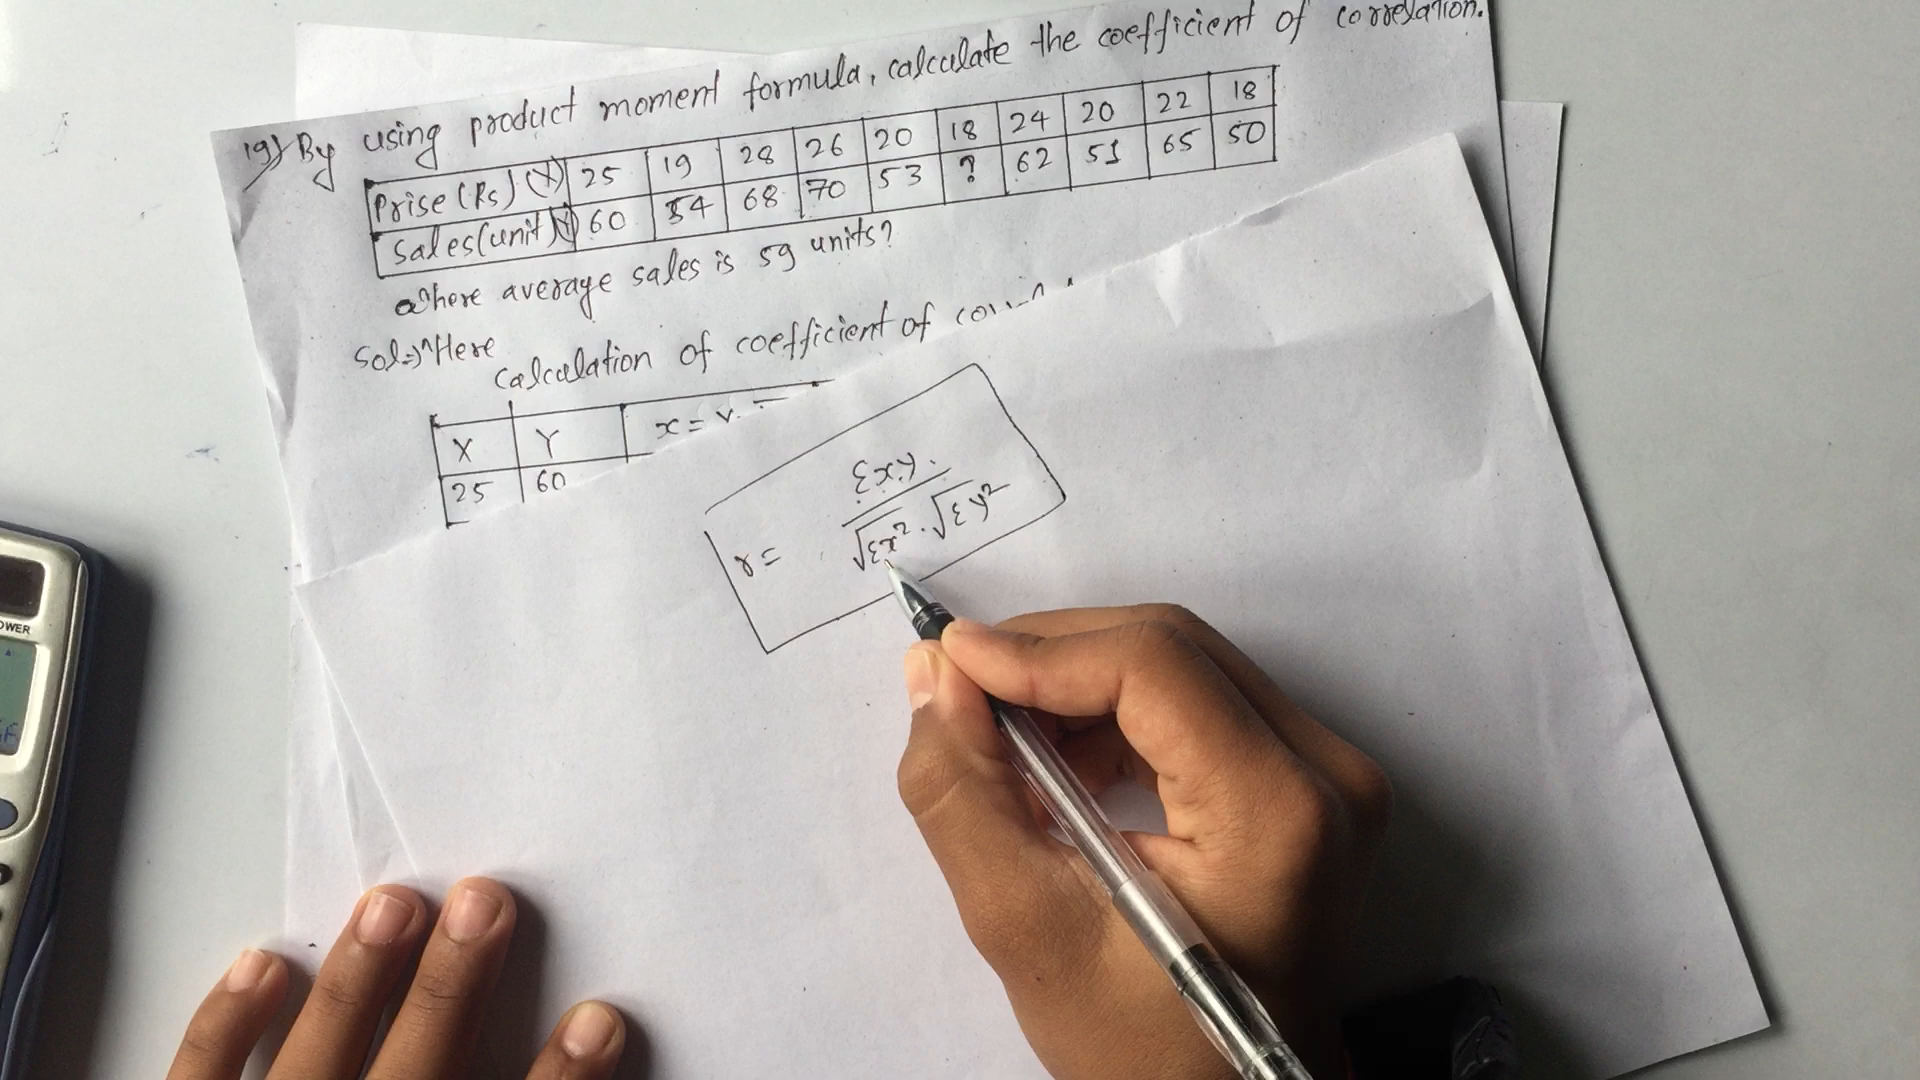 19) By using product moment formula, calculate the coefficient of correlation.
Prise (Rs) (X) 25 19 28 26 20 18 24 20 22 18
Sales(unit)(Y) 60 54 68 70 53 ? 62 51 65 50
Where average sales is 59 units?
Sol⇒ⁿ Here
Calculation of coefficient of
X Y x =
25 60
r = Σxy / √Σx² . √Σy²
OWER